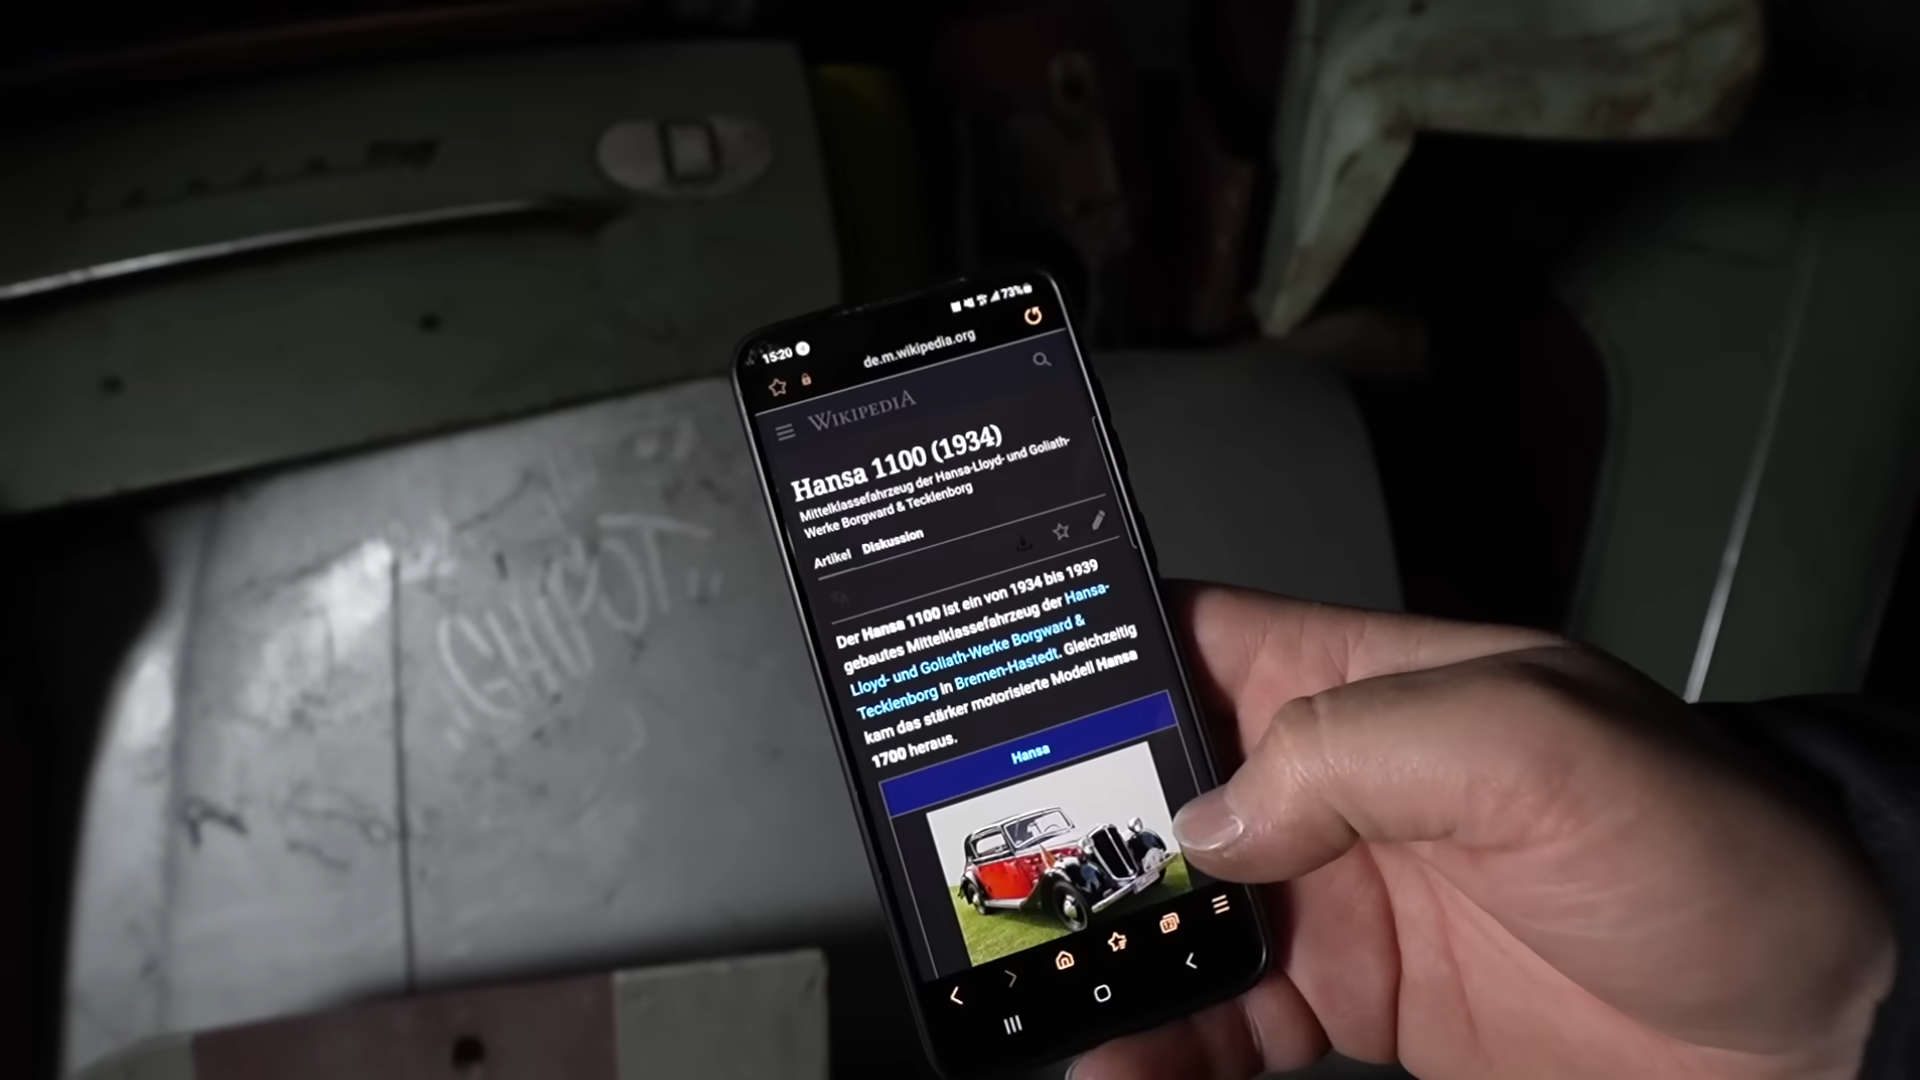 15:20
73%
de.m.wikipedia.org
WIKIPEDIA
Hansa 1100 (1934)
Mittelklassefahrzeug der Hansa-Lloyd- und Goliath-
Werke Borgward & Tecklenborg
Artikel Diskussion
Der Hansa 1100 ist ein von 1934 bis 1939
gebautes Mittelklassefahrzeug der Hansa-
Lloyd- und Goliath-Werke Borgward &
Tecklenborg in Bremen-Hastedt. Gleichzeitig
kam das stärker motorisierte Modell Hansa
1700 heraus.
Hansa
D